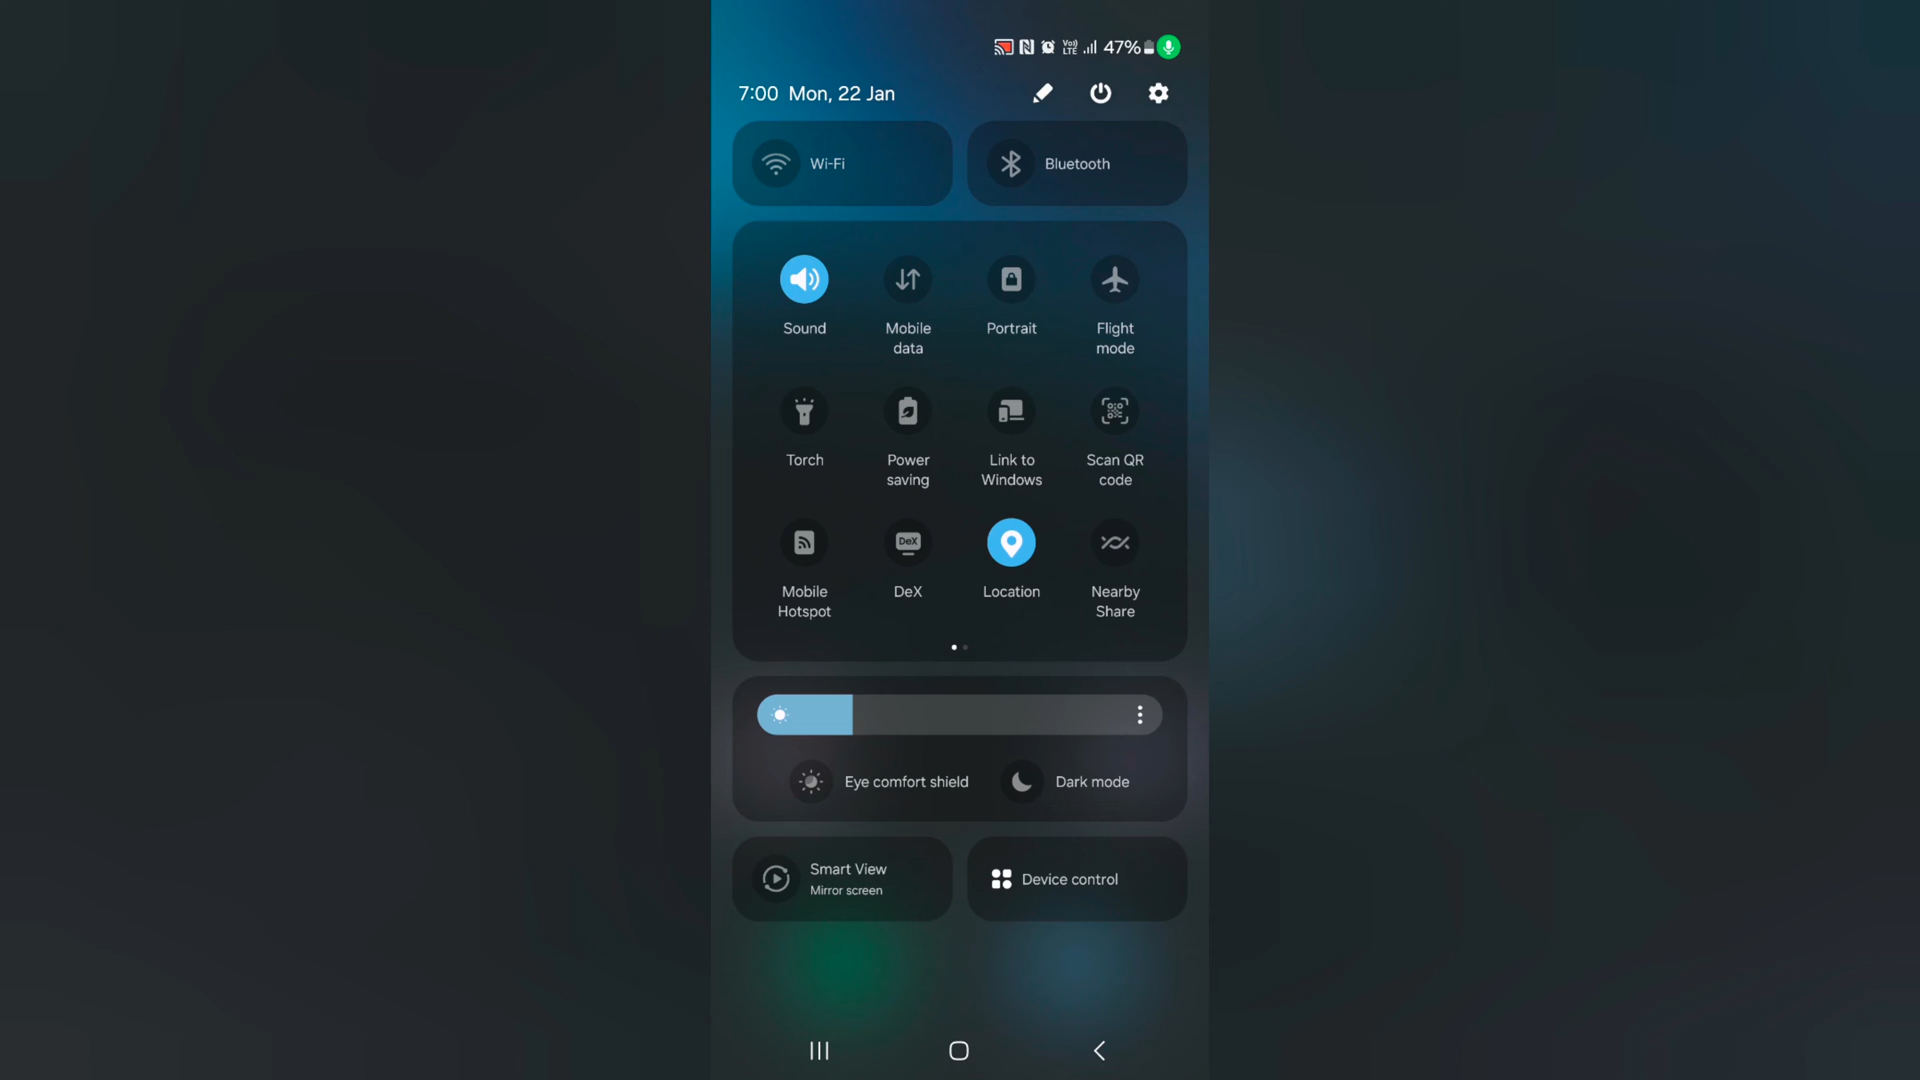 Vo)) LTE 47%
7:00 Mon, 22 Jan
Wi-Fi
Bluetooth
Sound
Mobile
data
Portrait
Flight
mode
Torch
Power
saving
Link to
Windows
Scan QR
code
Mobile
Hotspot
DeX
DeX
Location
Nearby
Share
Eye comfort shield
Dark mode
Smart View
Mirror screen
Device control